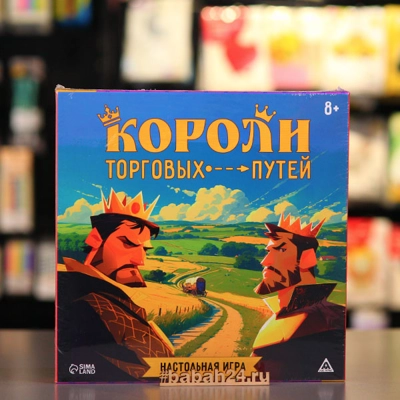 8+
КОРОЛИ
ТОРГОВЫХ ПУТЕЙ
НАСТОЛЬНАЯ ИГРА
SIMA
LAND
#babah24.ru